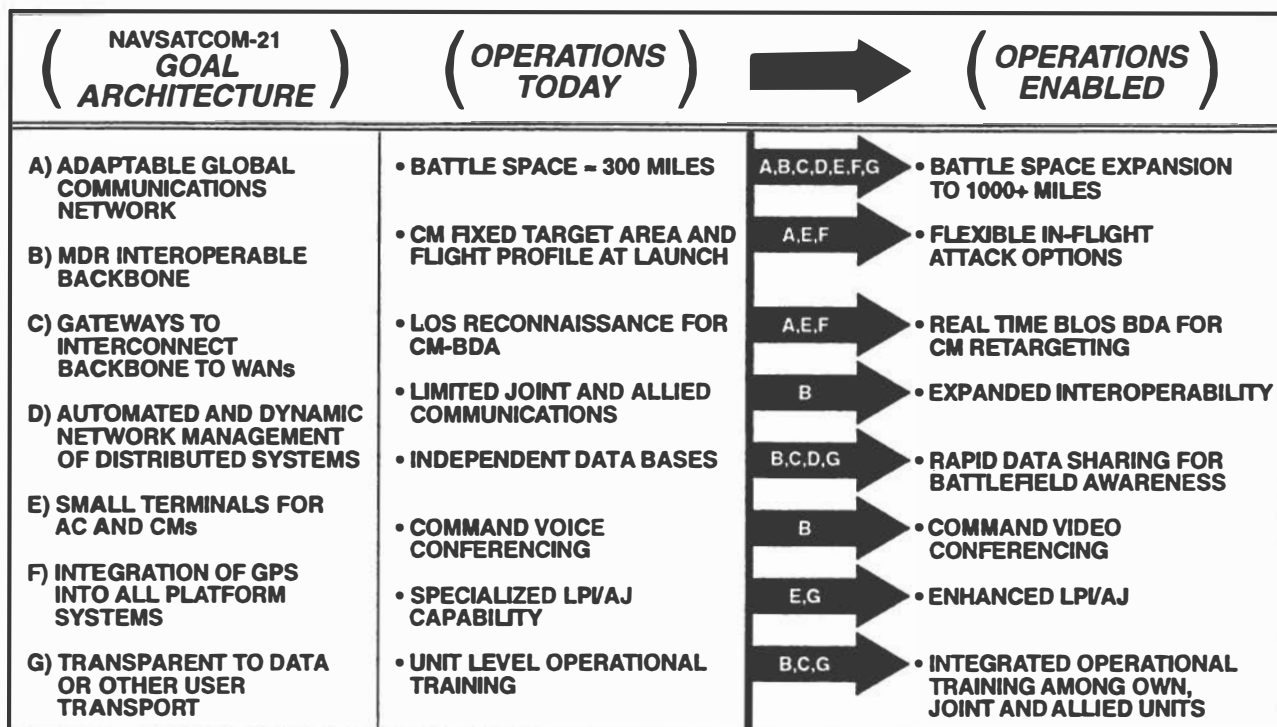 NAVSATCOM-21
GOAL
ARCHITECTURE
OPERATIONS
TODAY
OPERATIONS
ENABLED
A) ADAPTABLE GLOBAL
COMMUNICATIONS
NETWORK
B) MDR INTEROPERABLE
BACKBONE
C) GATEWAYS TO
INTERCONNECT
BACKBONE TO WANs
D) AUTOMATED AND DYNAMIC
NETWORK MANAGEMENT
OF DISTRIBUTED SYSTEMS
E) SMALL TERMINALS FOR
AC AND CMs
F) INTEGRATION OF GPS
INTO ALL PLATFORM
SYSTEMS
G) TRANSPARENT TO DATA
OR OTHER USER
TRANSPORT
• BATTLE SPACE ≈ 300 MILES
• CM FIXED TARGET AREA AND
FLIGHT PROFILE AT LAUNCH
• LOS RECONNAISSANCE FOR
CM-BDA
• LIMITED JOINT AND ALLIED
COMMUNICATIONS
• INDEPENDENT DATA BASES
• COMMAND VOICE
CONFERENCING
• SPECIALIZED LPI/AJ
CAPABILITY
• UNIT LEVEL OPERATIONAL
TRAINING
A,B,C,D,E,F,G
A,E,F
A,E,F
B
B,C,D,G
B
E,G
B,C,G
• BATTLE SPACE EXPANSION
TO 1000+ MILES
• FLEXIBLE IN-FLIGHT
ATTACK OPTIONS
• REAL TIME BLOS BDA FOR
CM RETARGETING
• EXPANDED INTEROPERABILITY
• RAPID DATA SHARING FOR
BATTLEFIELD AWARENESS
• COMMAND VIDEO
CONFERENCING
• ENHANCED LPI/AJ
• INTEGRATED OPERATIONAL
TRAINING AMONG OWN,
JOINT AND ALLIED UNITS